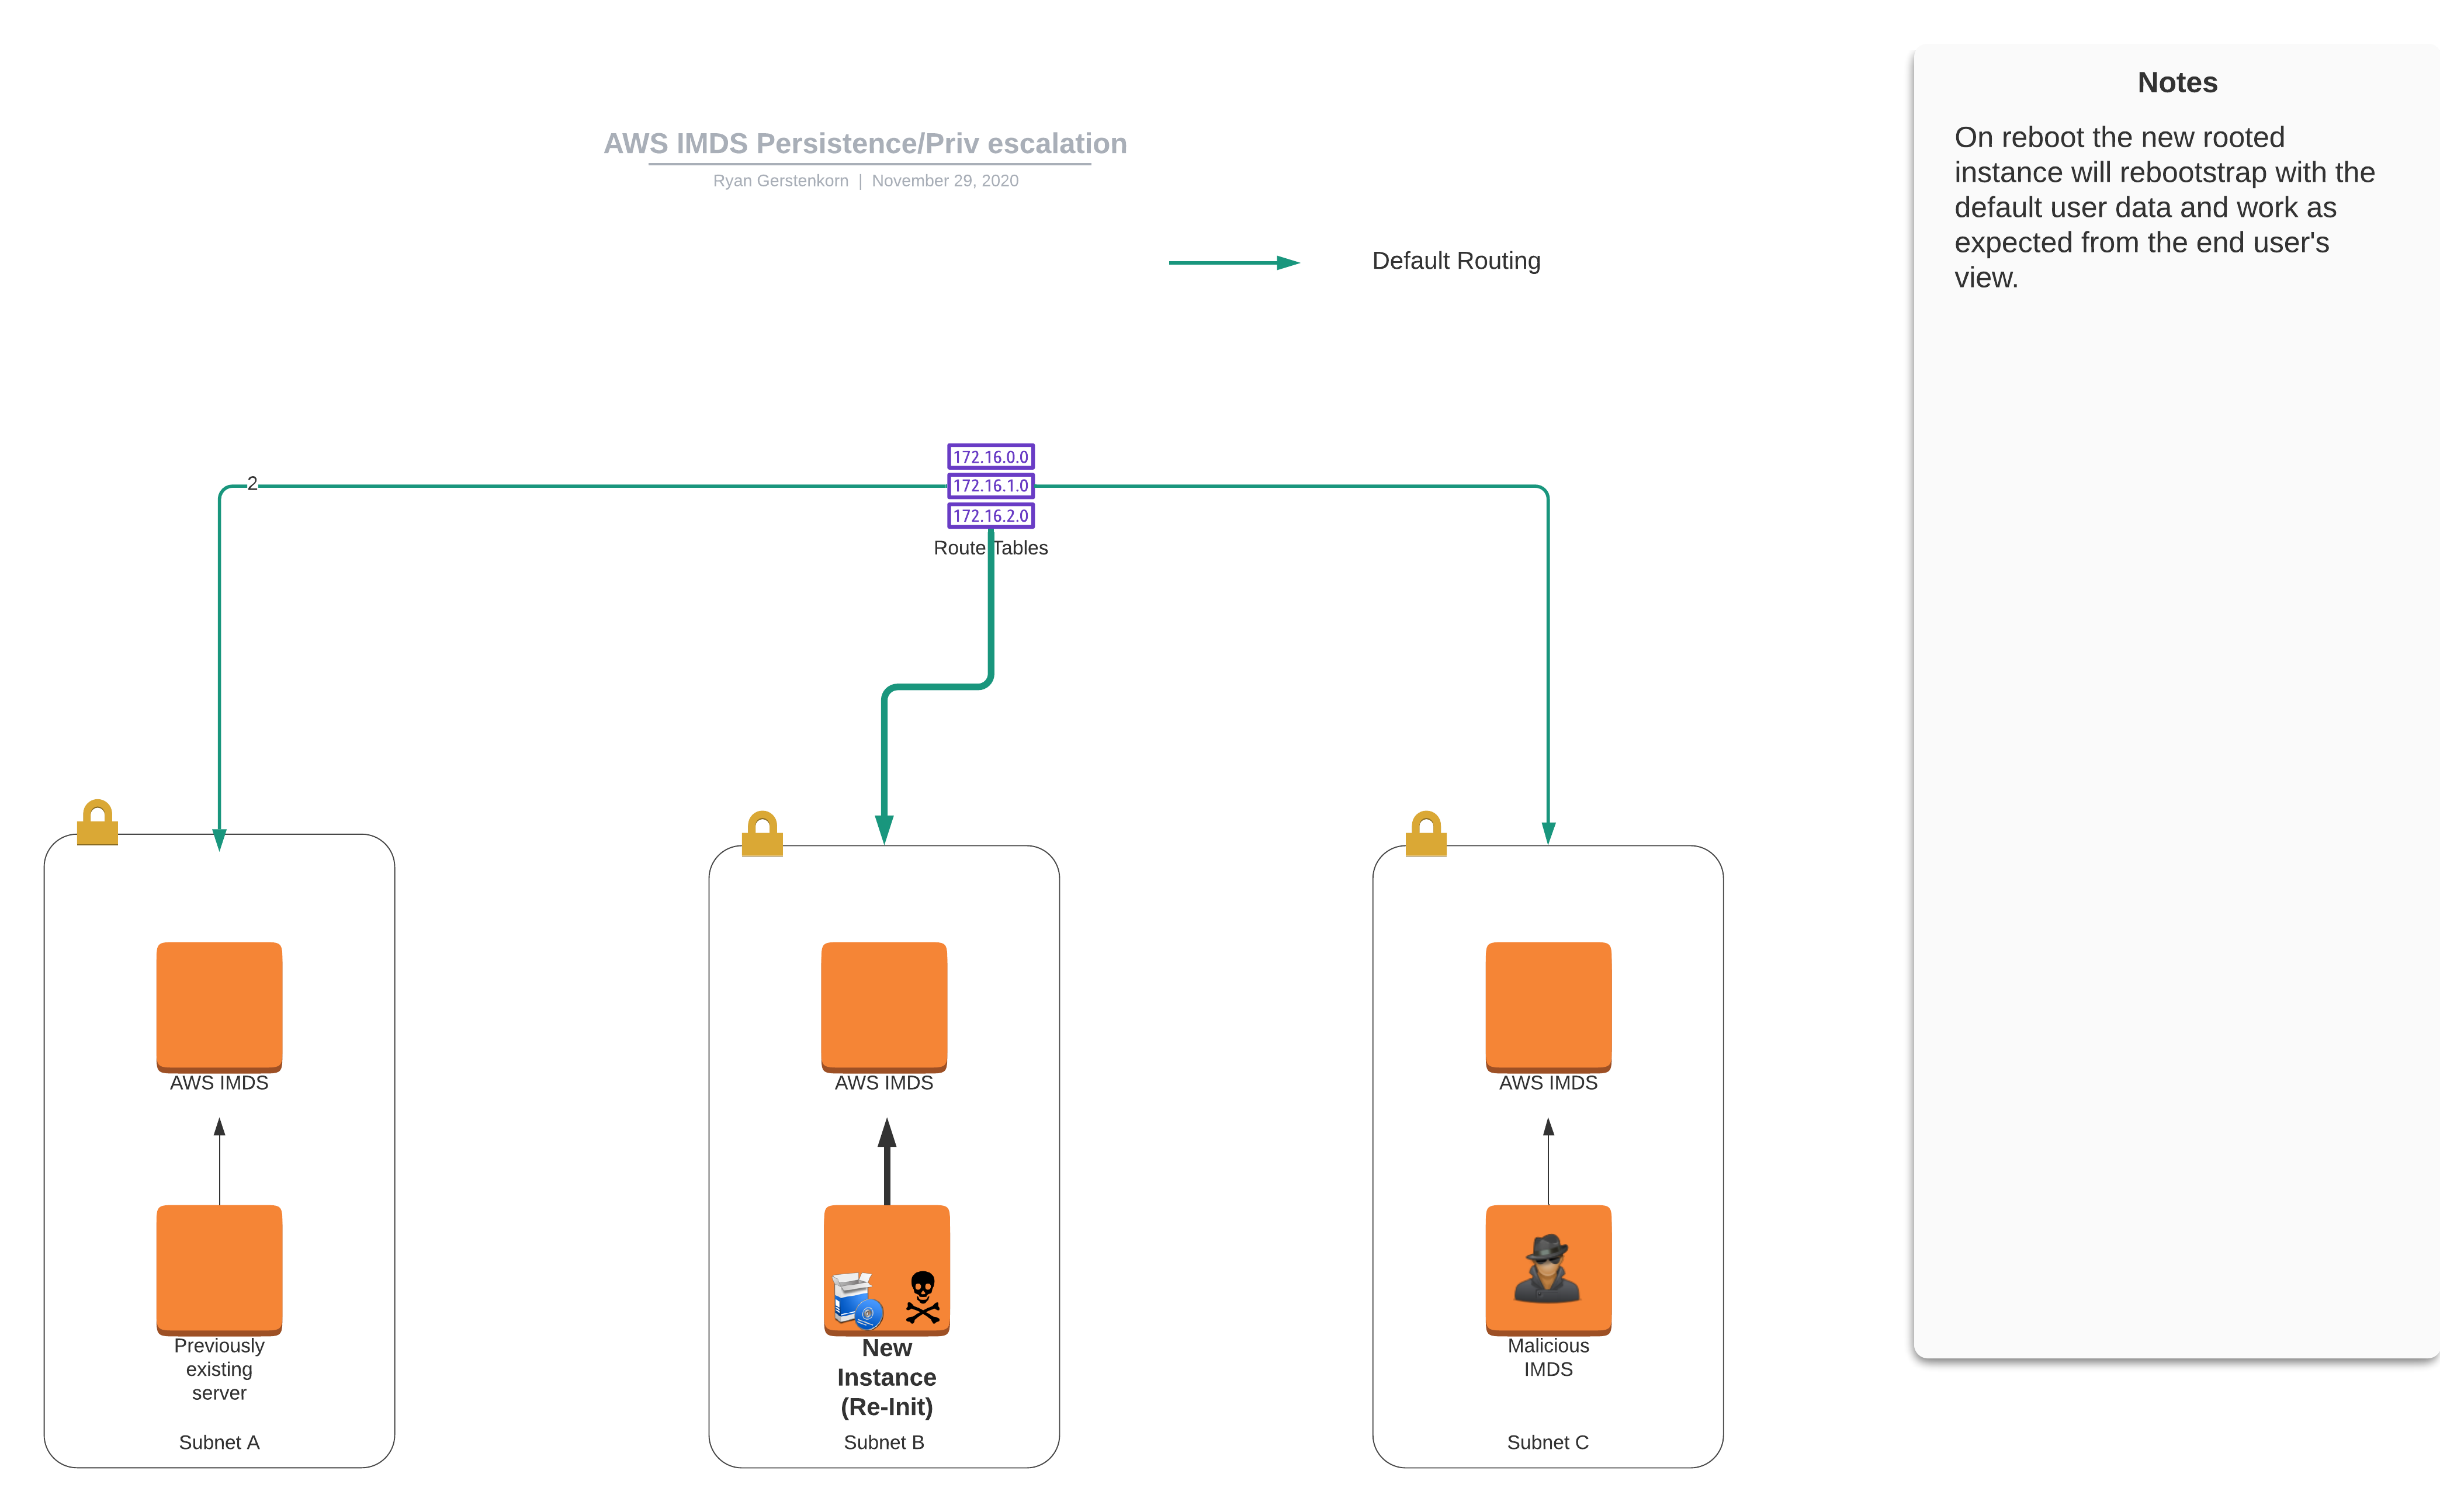 Notes
On reboot the new rooted
instance will rebootstrap with the
default user data and work as
expected from the end user's
view.
AWS IMDS Persistence/Priv escalation
Ryan Gerstenkorn | November 29, 2020
Default Routing
172.16.0.0
2
172.16.1.0
172.16.2.0
Route Tables
AWS IMDS
AWS IMDS
AWS IMDS
Previously
existing
server
New
Instance
(Re-Init)
Malicious
IMDS
Subnet A
Subnet B
Subnet C